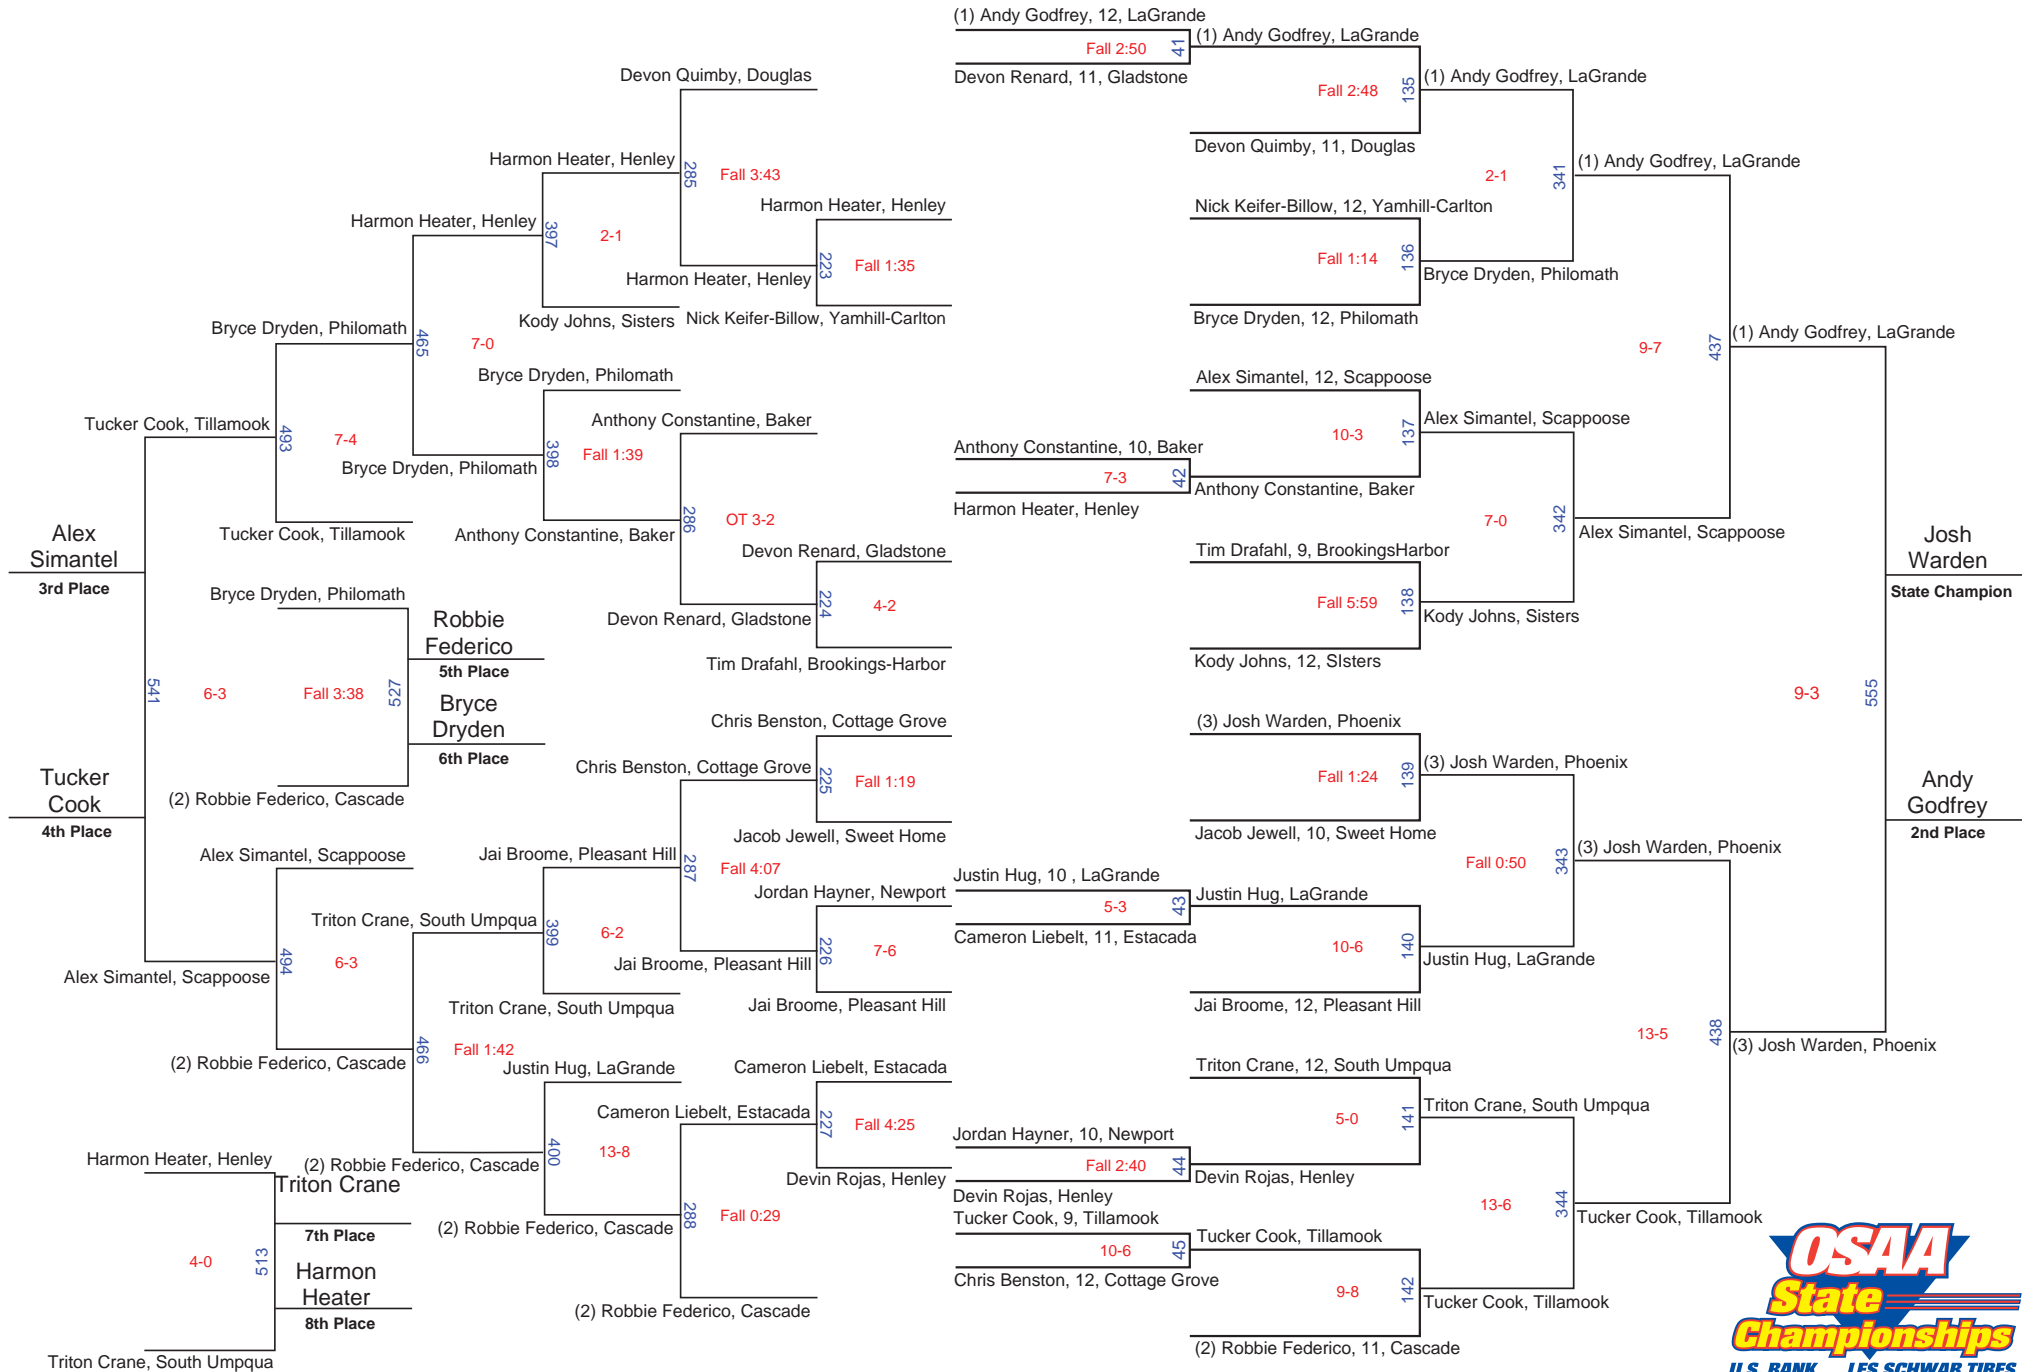 (1) Andy Godfrey, 12, LaGrande
Fall 2:50
41
(1) Andy Godfrey, LaGrande
Devon Renard, 11, Gladstone
Fall 2:48
135
(1) Andy Godfrey, LaGrande
Devon Quimby, 11, Douglas
2-1
341
(1) Andy Godfrey, LaGrande
Nick Keifer-Billow, 12, Yamhill-Carlton
Fall 1:14
136
Bryce Dryden, Philomath
Bryce Dryden, 12, Philomath
9-7
437
(1) Andy Godfrey, LaGrande
Alex Simantel, 12, Scappoose
10-3
137
Alex Simantel, Scappoose
Anthony Constantine, 10, Baker
7-3
42
Anthony Constantine, Baker
Harmon Heater, Henley
7-0
342
Alex Simantel, Scappoose
Tim Drafahl, 9, BrookingsHarbor
Fall 5:59
138
Kody Johns, Sisters
Kody Johns, 12, SIsters
Josh
Warden
State Champion
9-3
555
Andy
Godfrey
2nd Place
(3) Josh Warden, Phoenix
Fall 1:24
139
(3) Josh Warden, Phoenix
Jacob Jewell, 10, Sweet Home
Fall 0:50
343
(3) Josh Warden, Phoenix
Justin Hug, 10 , LaGrande
5-3
43
Justin Hug, LaGrande
Cameron Liebelt, 11, Estacada
10-6
140
Justin Hug, LaGrande
Jai Broome, 12, Pleasant Hill
13-5
438
(3) Josh Warden, Phoenix
Triton Crane, 12, South Umpqua
5-0
141
Triton Crane, South Umpqua
Jordan Hayner, 10, Newport
Fall 2:40
44
Devin Rojas, Henley
Devin Rojas, Henley
13-6
344
Tucker Cook, Tillamook
Tucker Cook, 9, Tillamook
10-6
45
Tucker Cook, Tillamook
Chris Benston, 12, Cottage Grove
9-8
142
Tucker Cook, Tillamook
(2) Robbie Federico, 11, Cascade
Devon Quimby, Douglas
Harmon Heater, Henley
285
Fall 3:43
Harmon Heater, Henley
Harmon Heater, Henley
397
2-1
Harmon Heater, Henley
223
Fall 1:35
Kody Johns, Sisters
Nick Keifer-Billow, Yamhill-Carlton
Bryce Dryden, Philomath
465
7-0
Bryce Dryden, Philomath
Anthony Constantine, Baker
Tucker Cook, Tillamook
493
7-4
Bryce Dryden, Philomath
398
Fall 1:39
Tucker Cook, Tillamook
Anthony Constantine, Baker
286
OT 3-2
Devon Renard, Gladstone
Alex
Simantel
3rd Place
Bryce Dryden, Philomath
Robbie
Federico
5th Place
Devon Renard, Gladstone
224
4-2
Tim Drafahl, Brookings-Harbor
541
6-3
Fall 3:38
527
Bryce
Dryden
6th Place
Chris Benston, Cottage Grove
Chris Benston, Cottage Grove
225
Fall 1:19
Tucker
Cook
4th Place
(2) Robbie Federico, Cascade
Jacob Jewell, Sweet Home
Alex Simantel, Scappoose
Jai Broome, Pleasant Hill
287
Fall 4:07
Jordan Hayner, Newport
Triton Crane, South Umpqua
399
6-2
Jai Broome, Pleasant Hill
226
7-6
Alex Simantel, Scappoose
494
6-3
Triton Crane, South Umpqua
Jai Broome, Pleasant Hill
(2) Robbie Federico, Cascade
466
Fall 1:42
Justin Hug, LaGrande
Cameron Liebelt, Estacada
Cameron Liebelt, Estacada
227
Fall 4:25
Harmon Heater, Henley
(2) Robbie Federico, Cascade
400
13-8
Devin Rojas, Henley
Triton Crane
7th Place
(2) Robbie Federico, Cascade
288
Fall 0:29
4-0
513
Harmon
Heater
8th Place
(2) Robbie Federico, Cascade
Triton Crane, South Umpqua
OSAA
State
Championships
U.S. BANK LES SCHWAB TIRES